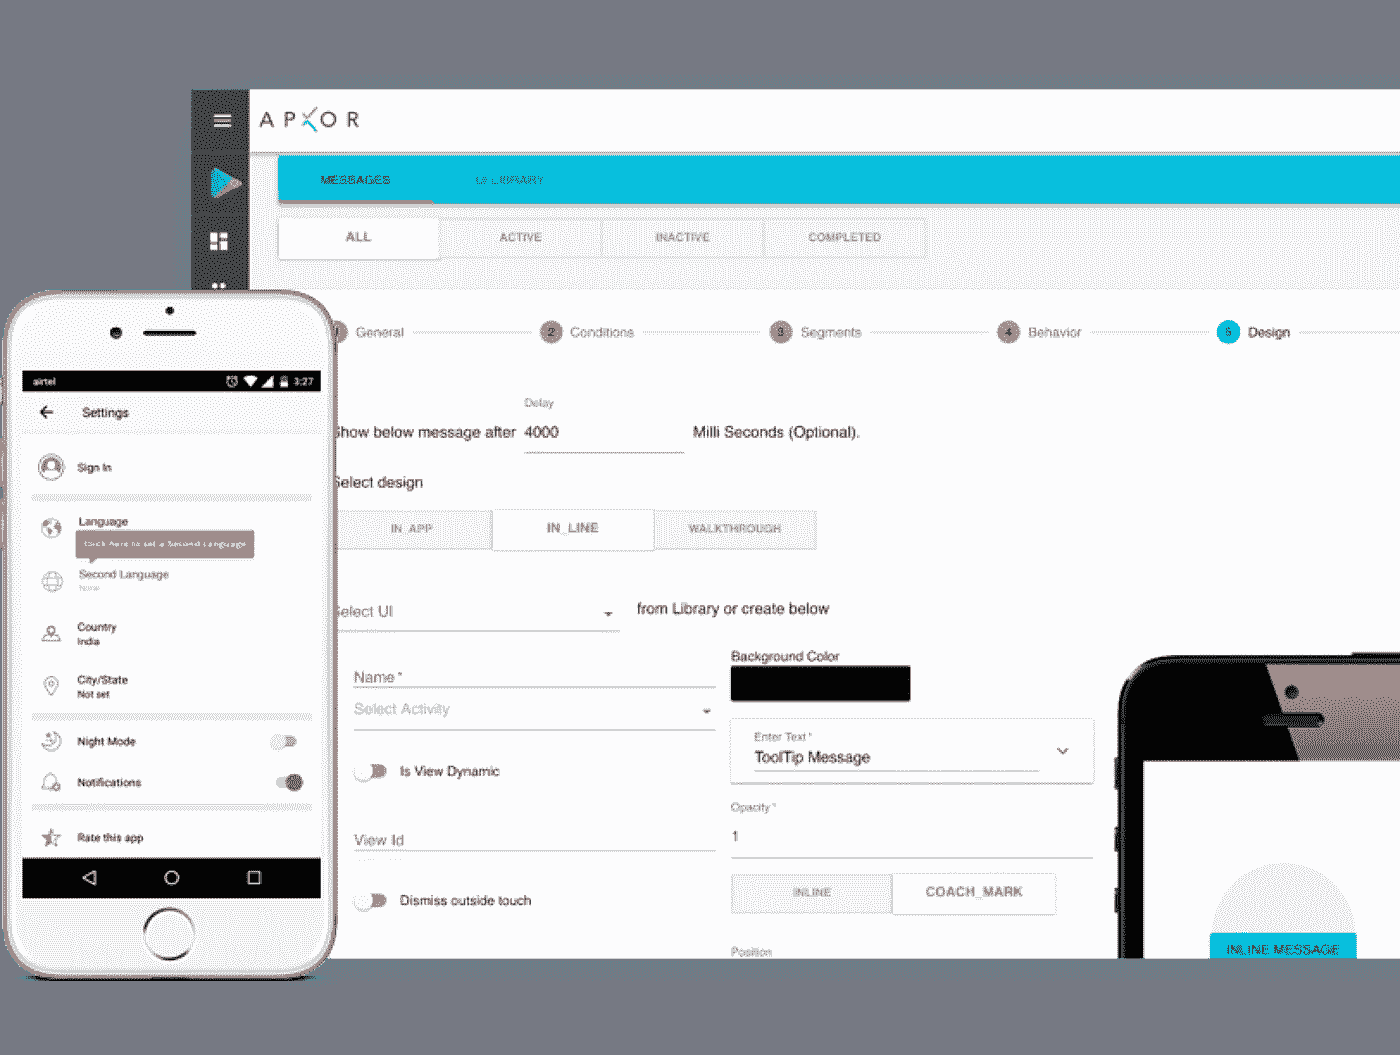 APXOR
MESSAGES
UI LIBRARY
ALL
ACTIVE
INACTIVE
COMPLETED
General
2 Conditions
3 Segments
4 Behavior
5 Design
Delay
Show below message after 4000 Milli Seconds (Optional).
Select design
IN_APP
IN_LINE
WALKTHROUGH
Select UI
from Library or create below
Name *
Select Activity
Is View Dynamic
View Id
Dismiss outside touch
Background Color
Enter Text *
ToolTip Message
Opacity *
1
INLINE
COACH_MARK
Position
INLINE MESSAGE
airtel
3:27
Settings
Sign In
Language
Click here to set a Second Language
Second Language
None
Country
India
City/State
Not set
Night Mode
Notifications
Rate this app